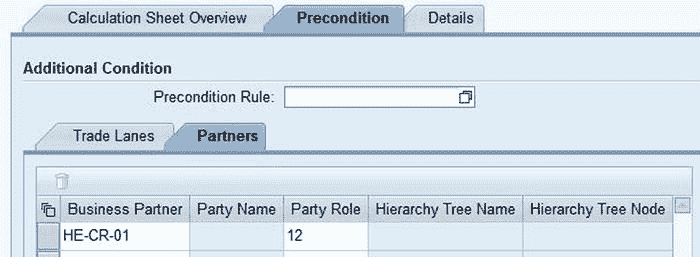 Calculation Sheet Overview Precondition Details
Additional Condition
Precondition Rule:
Trade Lanes Partners
Business Partner Party Name Party Role Hierarchy Tree Name Hierarchy Tree Node
HE-CR-01 12